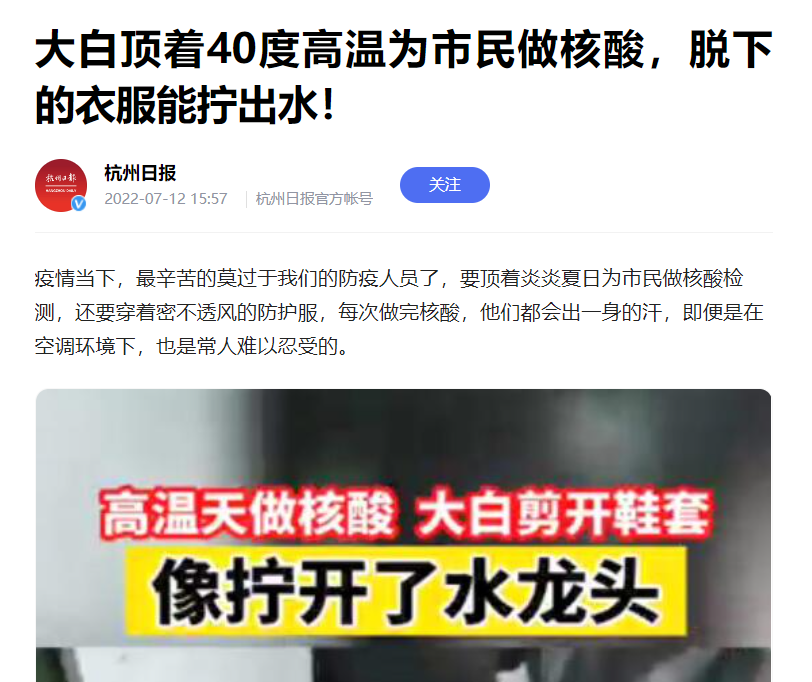 大白顶着40度高温为市民做核酸，脱下
的衣服能拧出水！
杭州日报
HANGZHOU DAILY
杭州日报
2022-07-12 15:57
杭州日报官方帐号
关注
疫情当下，最辛苦的莫过于我们的防疫人员了，要顶着炎炎夏日为市民做核酸检
测，还要穿着密不透风的防护服，每次做完核酸，他们都会出一身的汗，即便是在
空调环境下，也是常人难以忍受的。
高温天做核酸 大白剪开鞋套
像拧开了水龙头